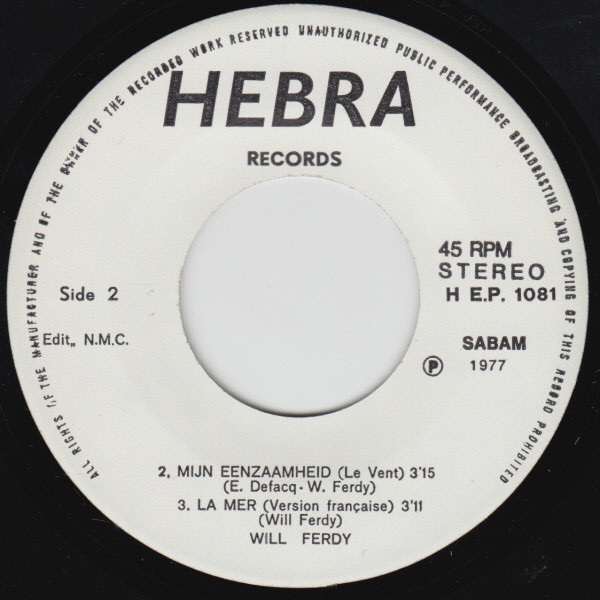 ALL RIGHTS OF THE MANUFACTURER AND OF THE OWNER OF THE RECORDED WORK RESERVED UNAUTHORIZED PUBLIC PERFORMANCE BROADCASTING AND COPYING OF THIS RECORD PROHIBITED
HEBRA
RECORDS
45 RPM
STEREO
H E.P. 1081
Side 2
Edit„ N.M.C.
SABAM
℗ 1977
2, MIJN EENZAAMHEID (Le Vent) 3'15
(E. Defacq - W. Ferdy)
3. LA MER (Version française) 3'11
(Will Ferdy)
WILL FERDY